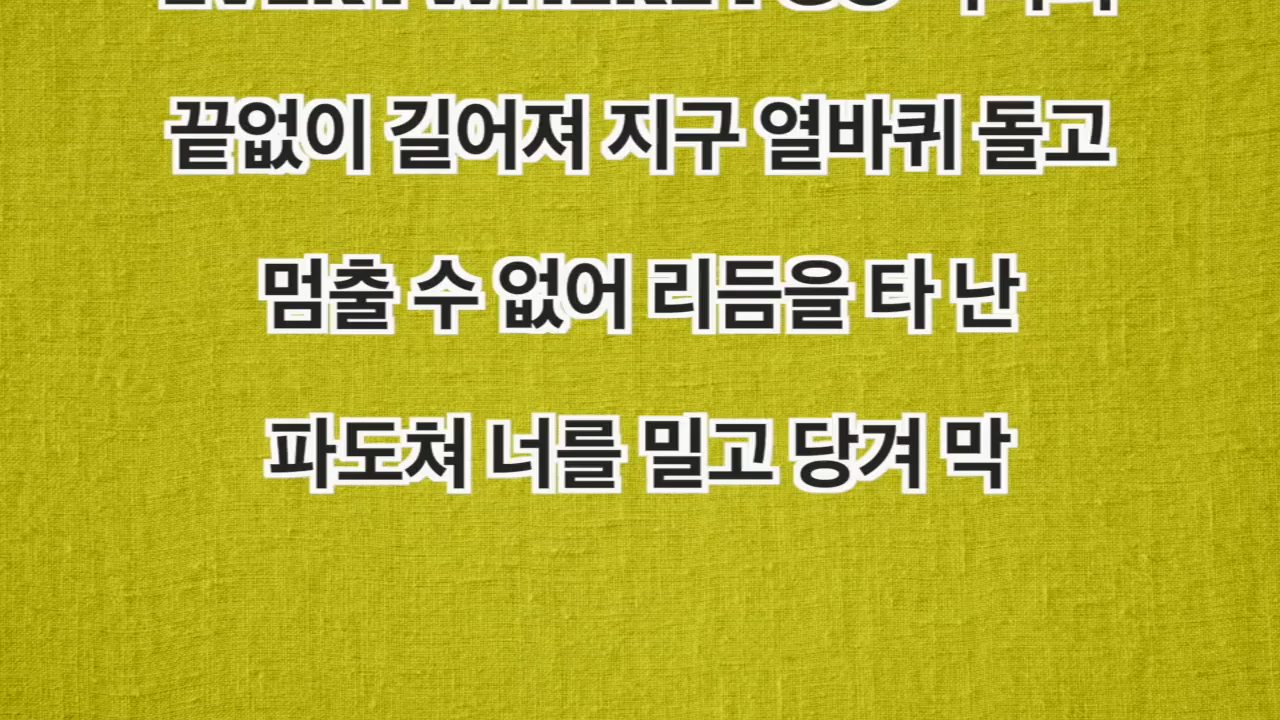 끝없이 길어져 지구 열바퀴 돌고
멈출 수 없어 리듬을 타 난
파도쳐 너를 밀고 당겨 막